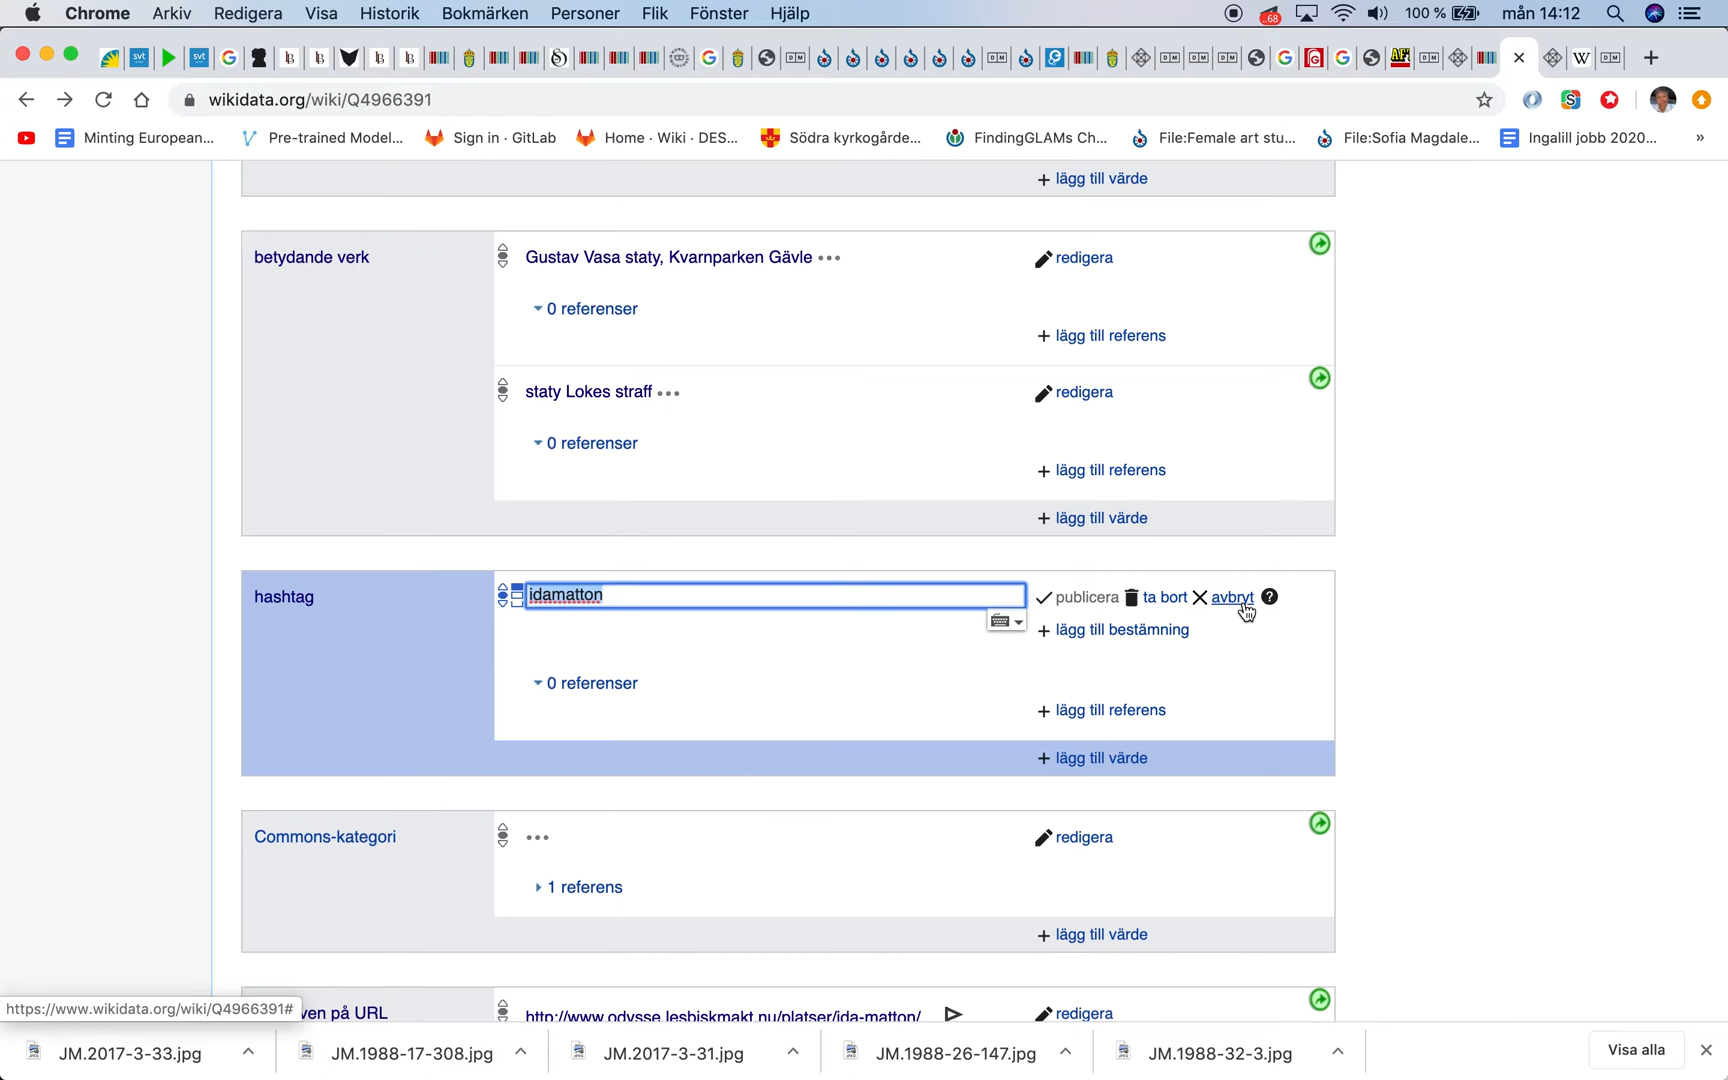 Chrome Arkiv Redigera Visa Historik Bokmärken Personer Flik Fönster Hjälp ..68 100 % mån 14:12
wikidata.org/wiki/Q4966391
Minting European... Pre-trained Model... Sign in · GitLab Home · Wiki · DES... Södra kyrkogårde... FindingGLAMs Ch... File:Female art stu... File:Sofia Magdale... Ingalill jobb 2020... »
+ lägg till värde
betydande verk Gustav Vasa staty, Kvarnparken Gävle ••• redigera
0 referenser
+ lägg till referens
staty Lokes straff ••• redigera
0 referenser
+ lägg till referens
+ lägg till värde
hashtag idamatton publicera ta bort avbryt ?
+ lägg till bestämning
0 referenser
+ lägg till referens
+ lägg till värde
Commons-kategori ••• redigera
1 referens
+ lägg till värde
https://www.wikidata.org/wiki/Q4966391#
ven på URL http://www.odysse.lesbiskmakt.nu/platser/ida-matton/ redigera
JM.2017-3-33.jpg JM.1988-17-308.jpg JM.2017-3-31.jpg JM.1988-26-147.jpg JM.1988-32-3.jpg Visa alla